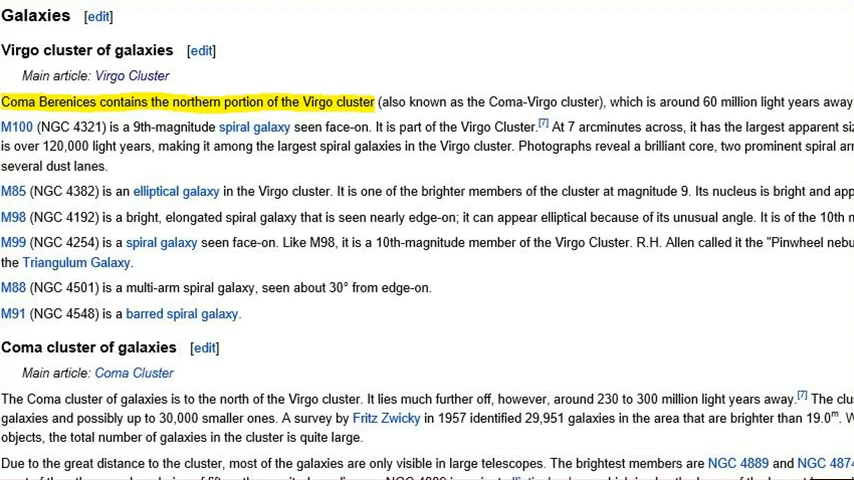 Galaxies [edit]
Virgo cluster of galaxies [edit]
Main article: Virgo Cluster
Coma Berenices contains the northern portion of the Virgo cluster (also known as the Coma-Virgo cluster), which is around 60 million light years away
M100 (NGC 4321) is a 9th-magnitude spiral galaxy seen face-on. It is part of the Virgo Cluster.[7] At 7 arcminutes across, it has the largest apparent
is over 120,000 light years, making it among the largest spiral galaxies in the Virgo cluster. Photographs reveal a brilliant core, two prominent spiral
several dust lanes.
M85 (NGC 4382) is an elliptical galaxy in the Virgo cluster. It is one of the brighter members of the cluster at magnitude 9. Its nucleus is bright and
M98 (NGC 4192) is a bright, elongated spiral galaxy that is seen nearly edge-on; it can appear elliptical because of its unusual angle. It is of the 10th
M99 (NGC 4254) is a spiral galaxy seen face-on. Like M98, it is a 10th-magnitude member of the Virgo Cluster. R.H. Allen called it the "Pinwheel
the Triangulum Galaxy.
M88 (NGC 4501) is a multi-arm spiral galaxy, seen about 30° from edge-on.
M91 (NGC 4548) is a barred spiral galaxy.
Coma cluster of galaxies [edit]
Main article: Coma Cluster
The Coma cluster of galaxies is to the north of the Virgo cluster. It lies much further off, however, around 230 to 300 million light years away.[7] The
galaxies and possibly up to 30,000 smaller ones. A survey by Fritz Zwicky in 1957 identified 29,951 galaxies in the area that are brighter than 19.0m.
objects, the total number of galaxies in the cluster is quite large.
Due to the great distance to the cluster, most of the galaxies are only visible in large telescopes. The brightest members are NGC 4889 and NGC